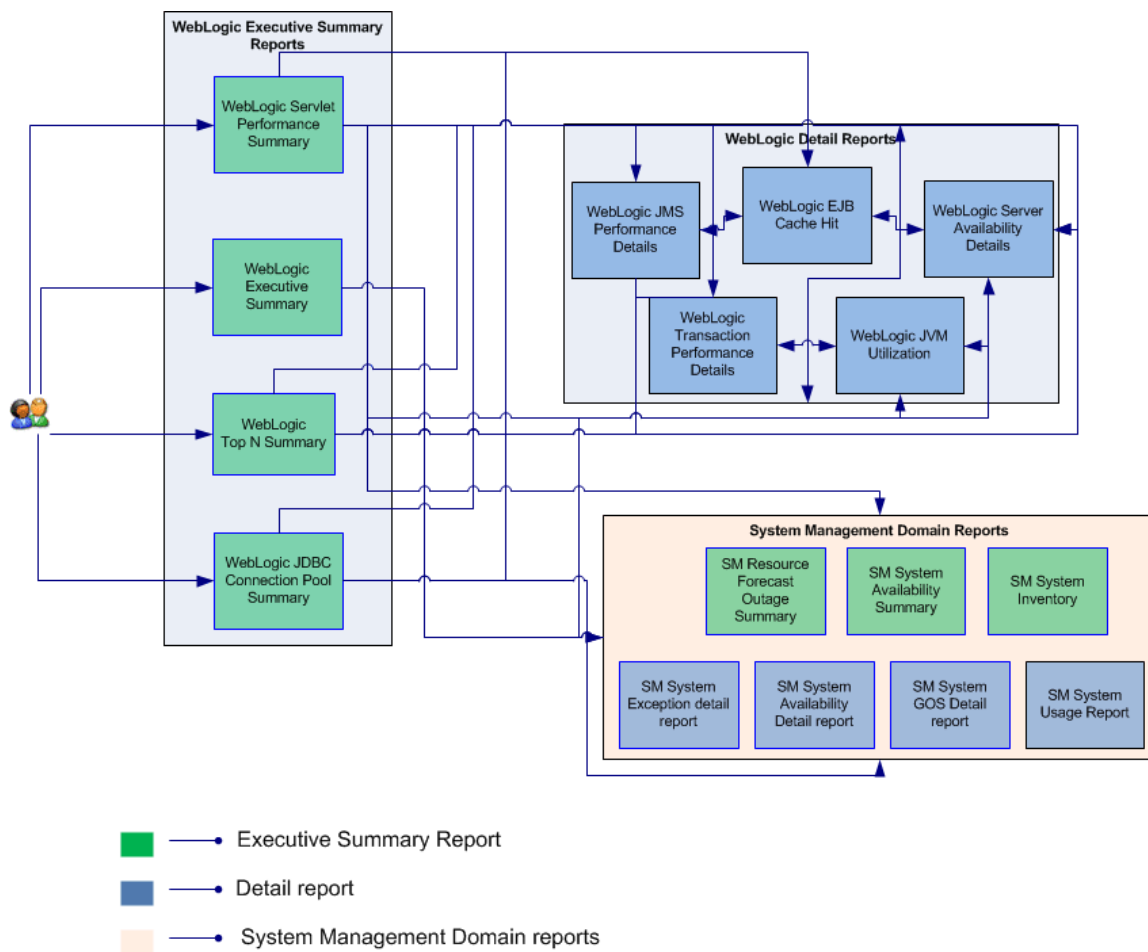 WebLogic Executive Summary
Reports
WebLogic Servlet
Performance
Summary
WebLogic
Executive
Summary
WebLogic
Top N Summary
WebLogic JDBC
Connection Pool
Summary
WebLogic Detail Reports
WebLogic JMS
Performance
Details
WebLogic EJB
Cache Hit
WebLogic Server
Availability
Details
WebLogic
Transaction
Performance
Details
WebLogic JVM
Utilization
System Management Domain Reports
SM Resource
Forecast
Outage
Summary
SM System
Availability
Summary
SM System
Inventory
SM System
Exception detail
report
SM System
Availability
Detail report
SM System
GOS Detail
report
SM System
Usage Report
Executive Summary Report
Detail report
System Management Domain reports